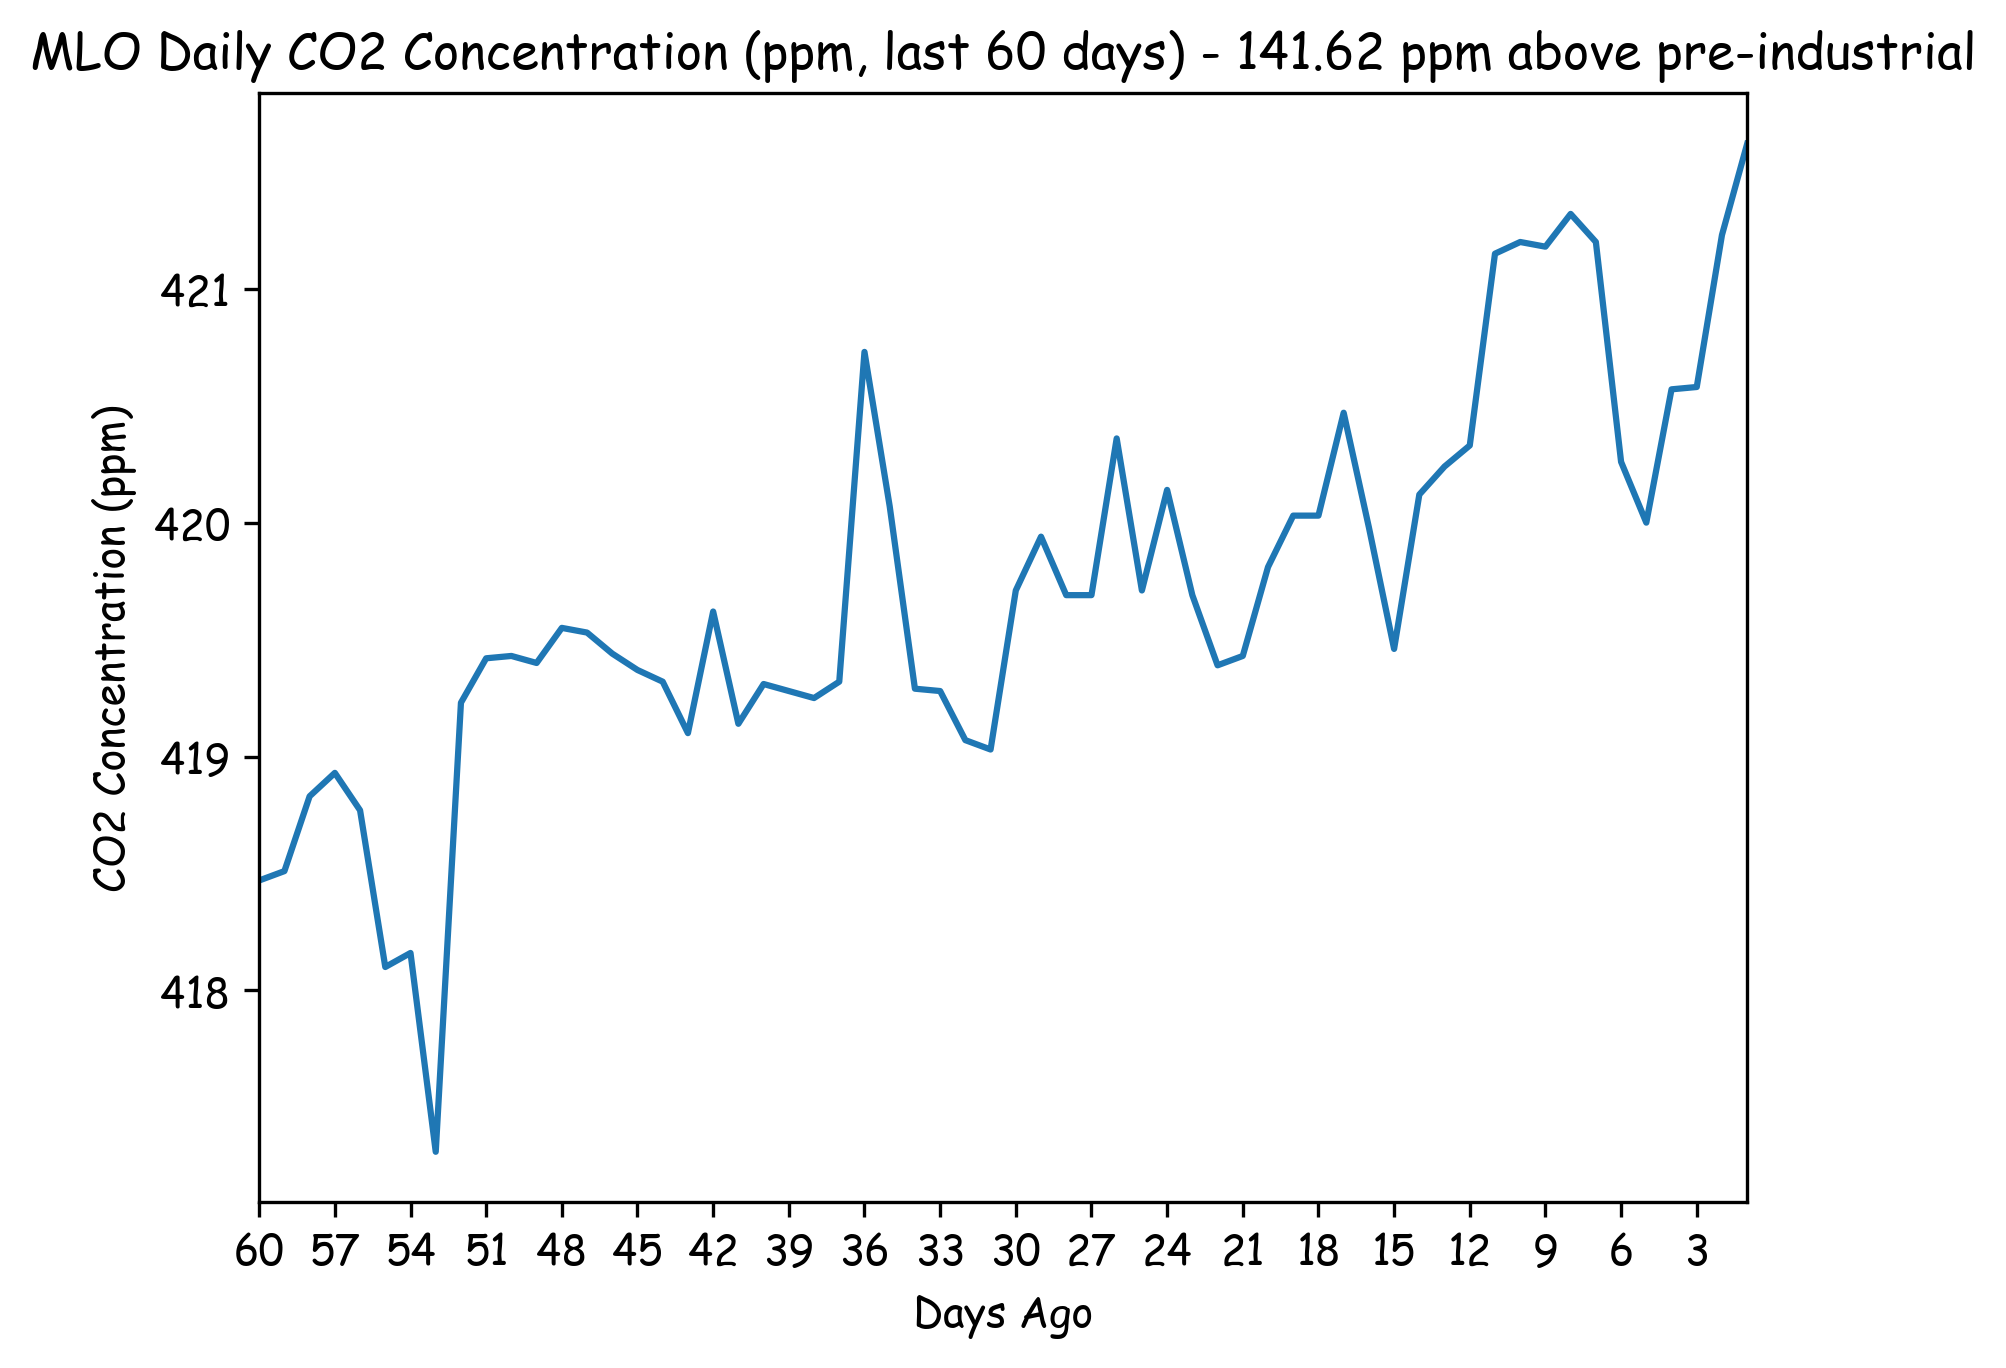 MLO Daily CO2 Concentration (ppm, last 60 days) - 141.62 ppm above pre-industrial
CO2 Concentration (ppm)
421
420
419
418
60 57 54 51 48 45 42 39 36 33 30 27 24 21 18 15 12 9 6 3
Days Ago